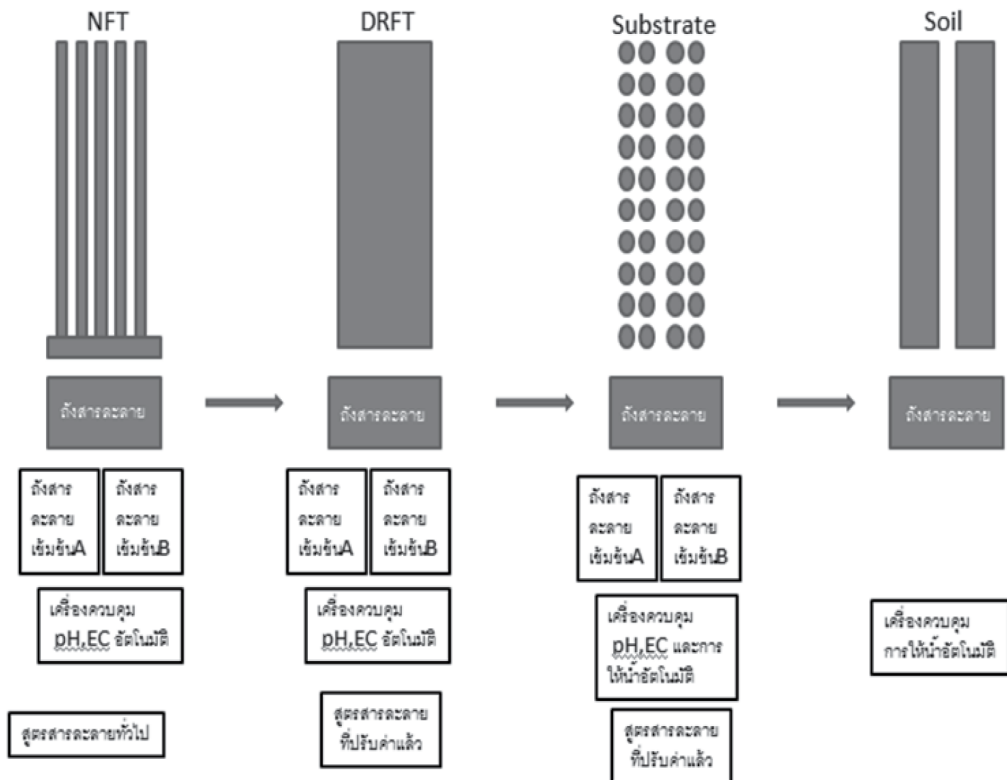 NFT
DRFT
Substrate
Soil
ถังสารละลาย
ถังสารละลาย
ถังสารละลาย
ถังสารละลาย
ถังสาร
ละลาย
เข้มข้นA
ถังสาร
ละลาย
เข้มข้นB
ถังสาร
ละลาย
เข้มข้นA
ถังสาร
ละลาย
เข้มข้นB
ถังสาร
ละลาย
เข้มข้นA
ถังสาร
ละลาย
เข้มข้นB
เครื่องควบคุม
pH,EC อัตโนมัติ
เครื่องควบคุม
pH,EC อัตโนมัติ
เครื่องควบคุม
pH,EC และการ
ให้น้ำอัตโนมัติ
เครื่องควบคุม
การให้น้ำอัตโนมัติ
สูตรสารละลายทั่วไป
สูตรสารละลาย
ที่ปรับค่าแล้ว
สูตรสารละลาย
ที่ปรับค่าแล้ว